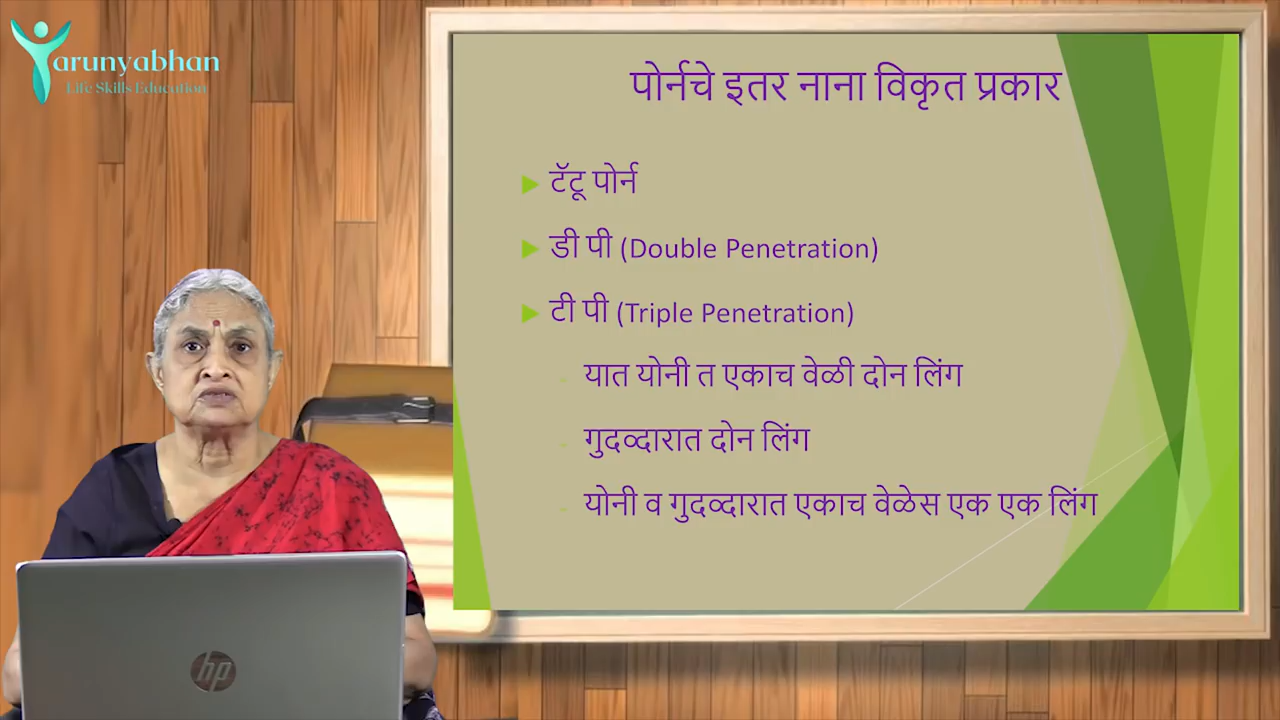 Tarunyabhan
Life Skills Education
पोर्नचे इतर नाना विकृत प्रकार
टॅटू पोर्न
डी पी (Double Penetration)
टी पी (Triple Penetration)
यात योनी त एकाच वेळी दोन लिंग
गुदव्दारात दोन लिंग
योनी व गुदव्दारात एकाच वेळेस एक एक लिंग
hp